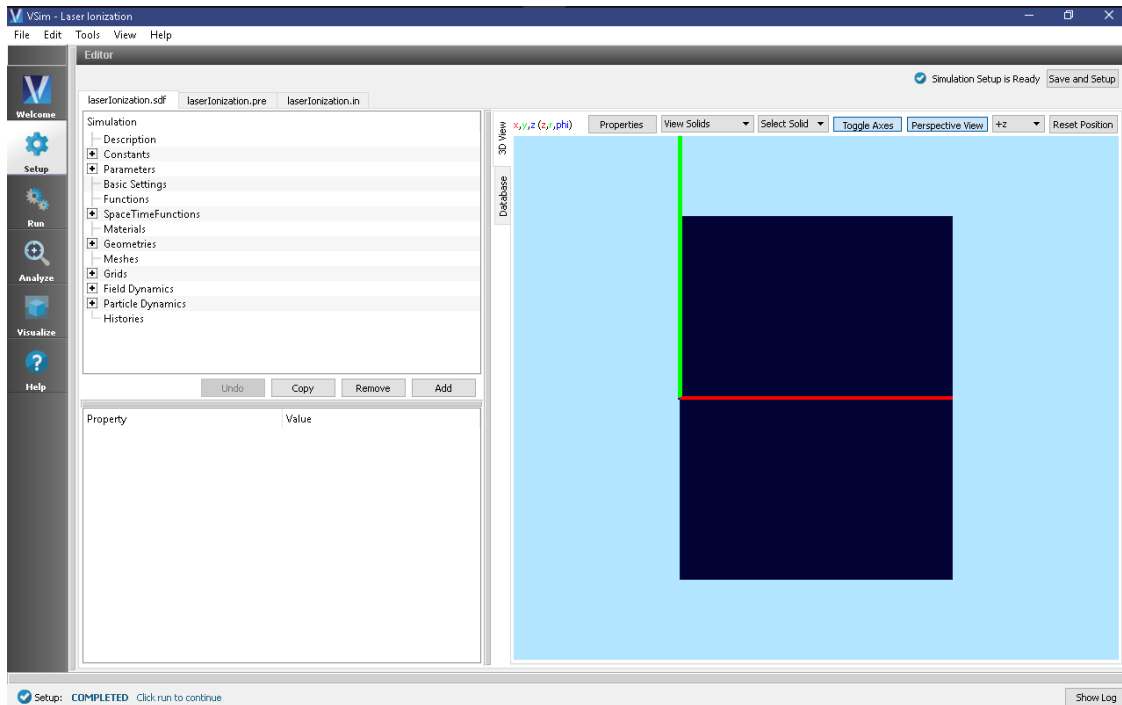 VSim - Laser Ionization
File Edit Tools View Help
Editor
Simulation Setup is Ready Save and Setup
laserIonization.sdf laserIonization.pre laserIonization.in
Welcome
Setup
Run
Analyze
Visualize
Help
Simulation
Description
Constants
Parameters
Basic Settings
Functions
SpaceTimeFunctions
Materials
Geometries
Meshes
Grids
Field Dynamics
Particle Dynamics
Histories
Undo Copy Remove Add
Property Value
3D View
Database
x,y,z (z,r,phi) Properties View Solids Select Solid Toggle Axes Perspective View +z Reset Position
Setup: COMPLETED Click run to continue
Show Log